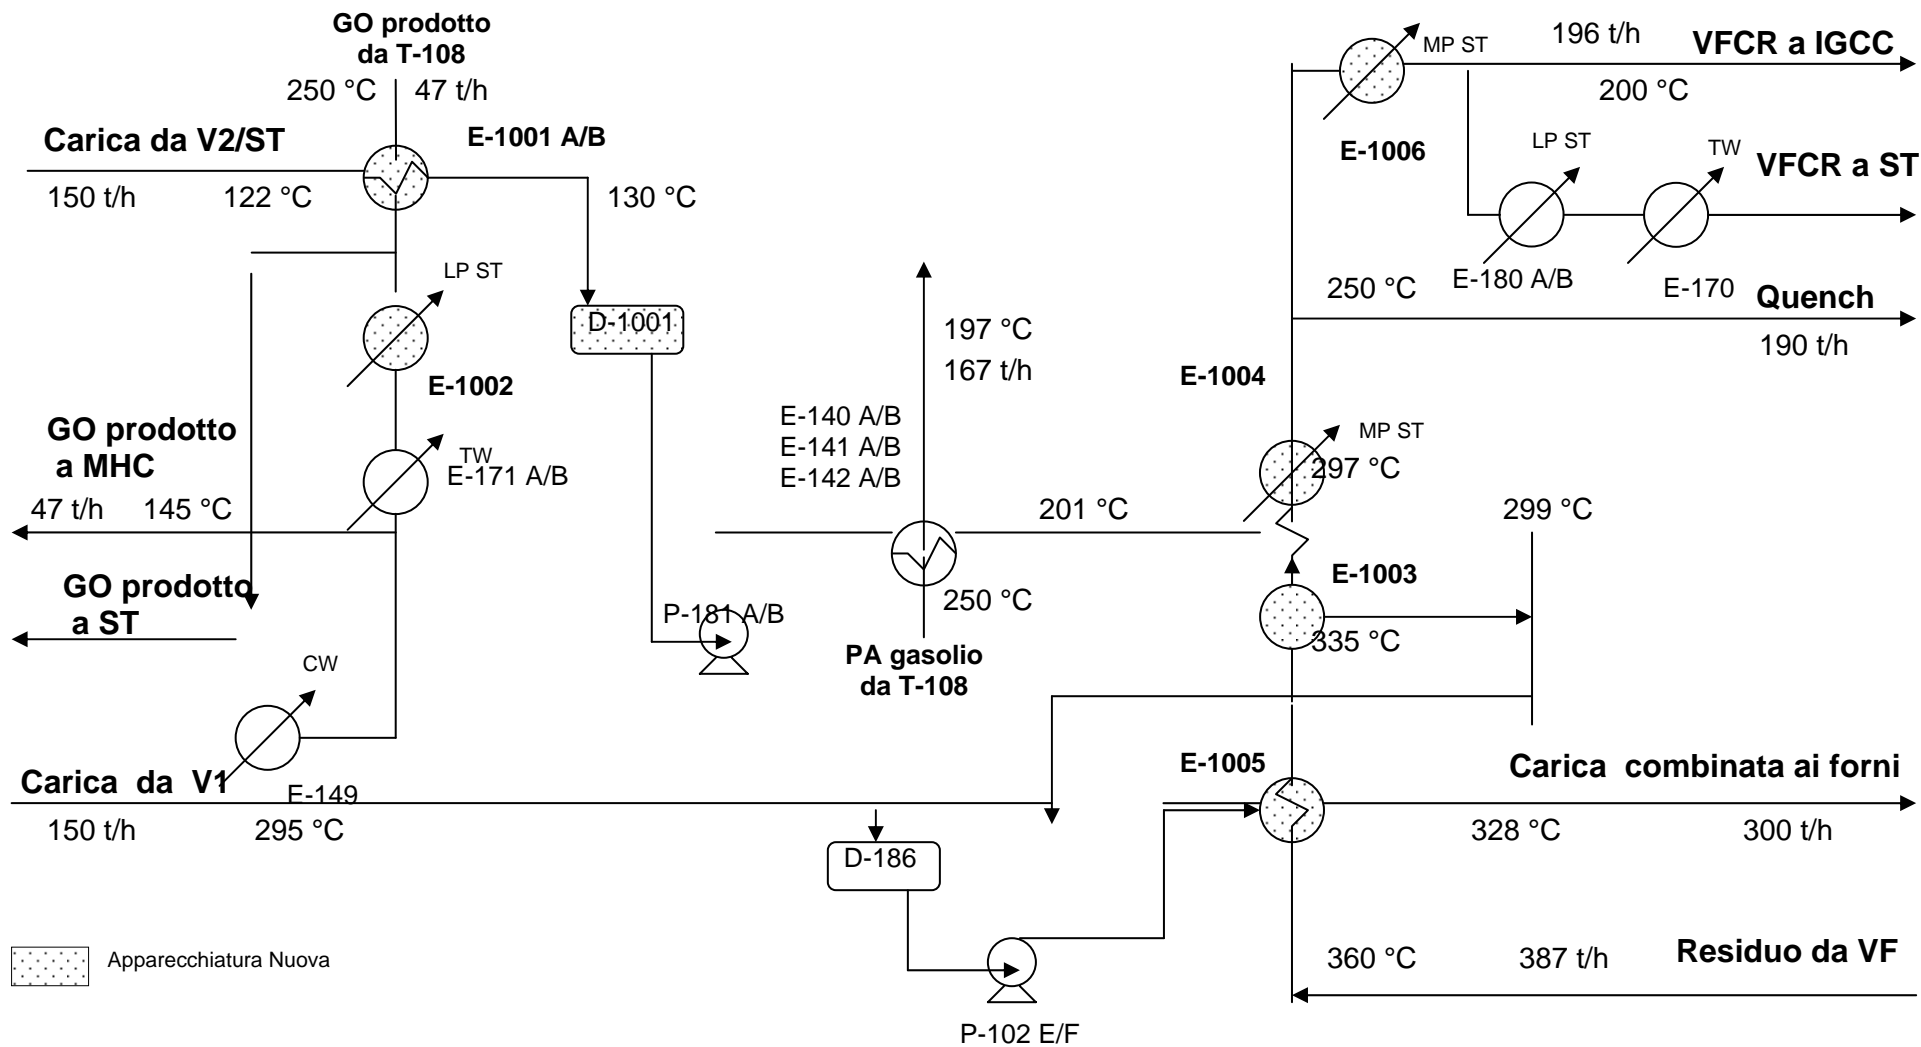 GO prodotto
da T-108
250 °C
47 t/h
Carica da V2/ST
E-1001 A/B
150 t/h
122 °C
130 °C
LP ST
D-1001
E-1002
GO prodotto
a MHC
TW
E-171 A/B
47 t/h
145 °C
GO prodotto
a ST
P-181 A/B
CW
Carica da V1
E-149
150 t/h
295 °C
197 °C
167 t/h
E-140 A/B
E-141 A/B
E-142 A/B
201 °C
250 °C
PA gasolio
da T-108
MP ST
196 t/h
VFCR a IGCC
200 °C
E-1006
LP ST
TW
VFCR a ST
E-180 A/B
E-170
250 °C
Quench
190 t/h
E-1004
MP ST
297 °C
299 °C
E-1003
335 °C
E-1005
Carica combinata ai forni
328 °C
300 t/h
D-186
360 °C
387 t/h
Residuo da VF
P-102 E/F
Apparecchiatura Nuova